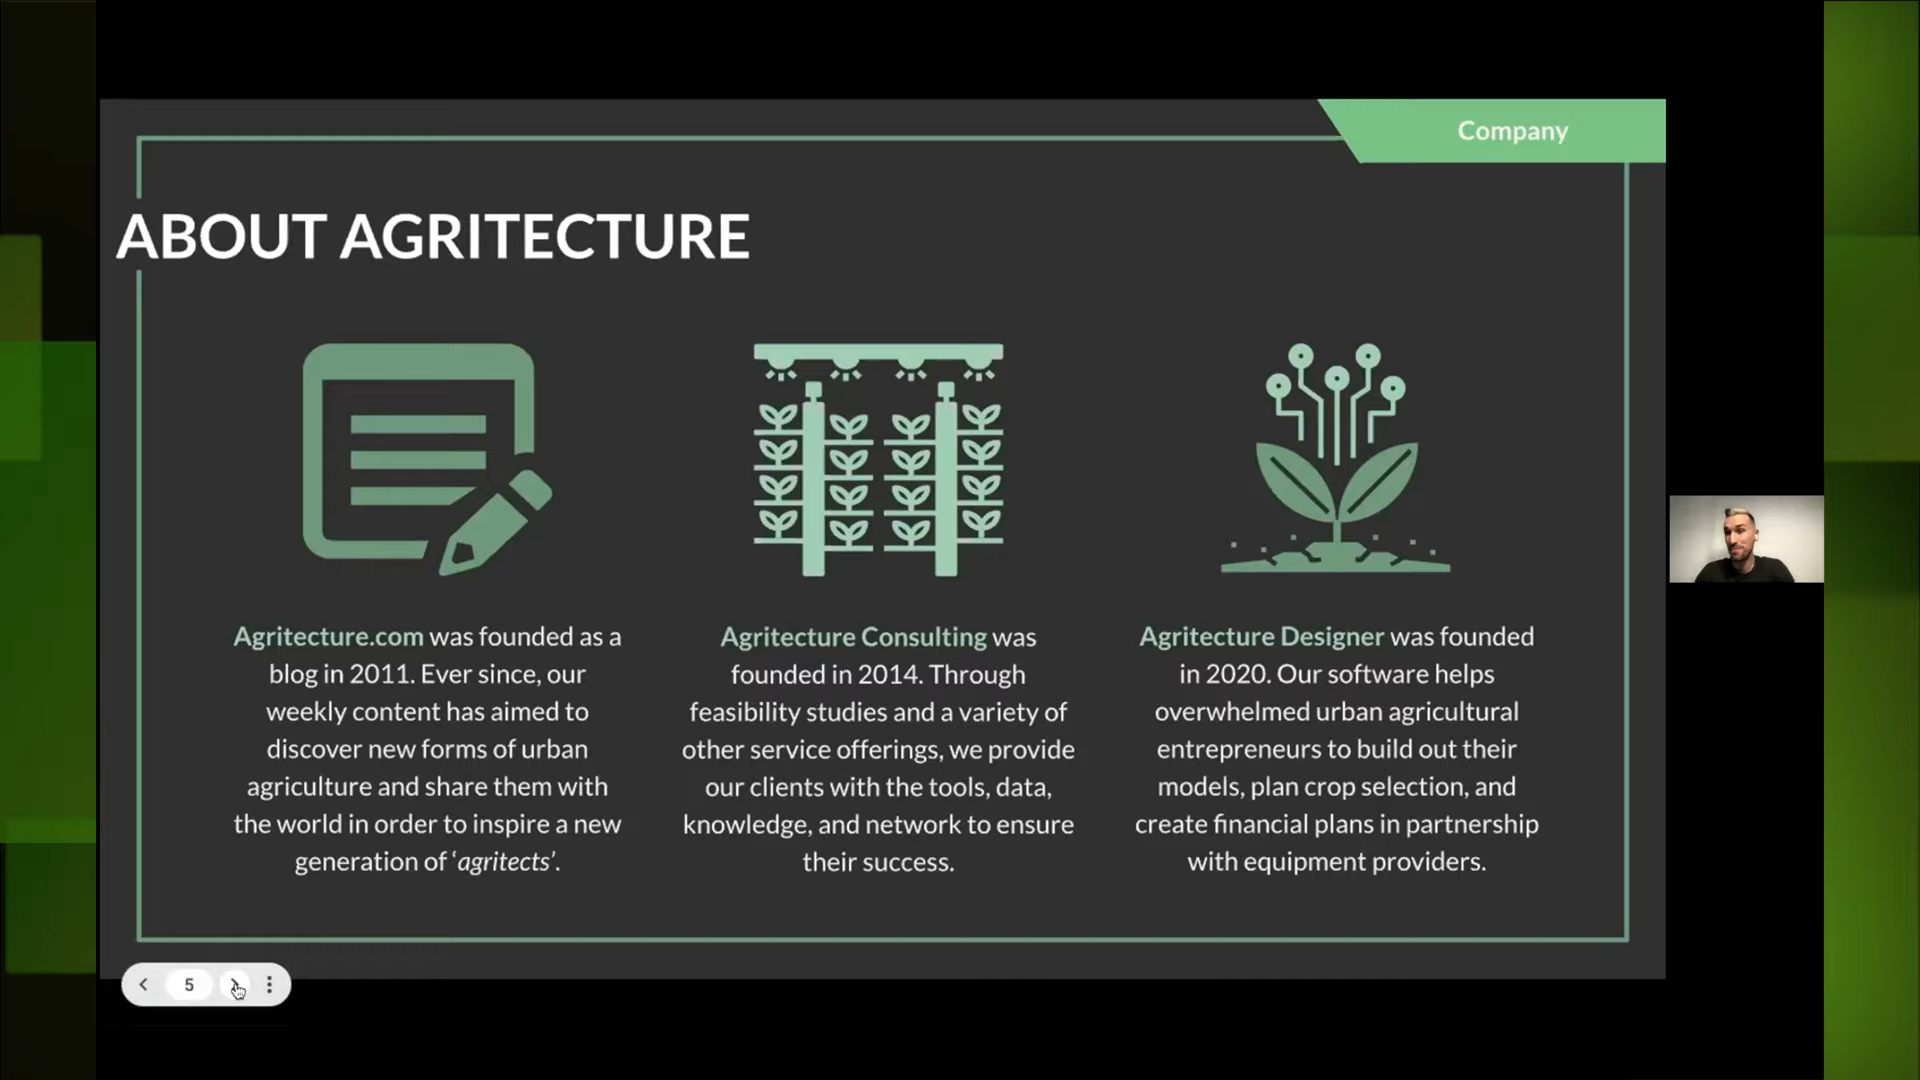 Company
ABOUT AGRITECTURE
Agritecture.com was founded as a
blog in 2011. Ever since, our
weekly content has aimed to
discover new forms of urban
agriculture and share them with
the world in order to inspire a new
generation of ‘agritects’.
Agritecture Consulting was
founded in 2014. Through
feasibility studies and a variety of
other service offerings, we provide
our clients with the tools, data,
knowledge, and network to ensure
their success.
Agritecture Designer was founded
in 2020. Our software helps
overwhelmed urban agricultural
entrepreneurs to build out their
models, plan crop selection, and
create financial plans in partnership
with equipment providers.
5